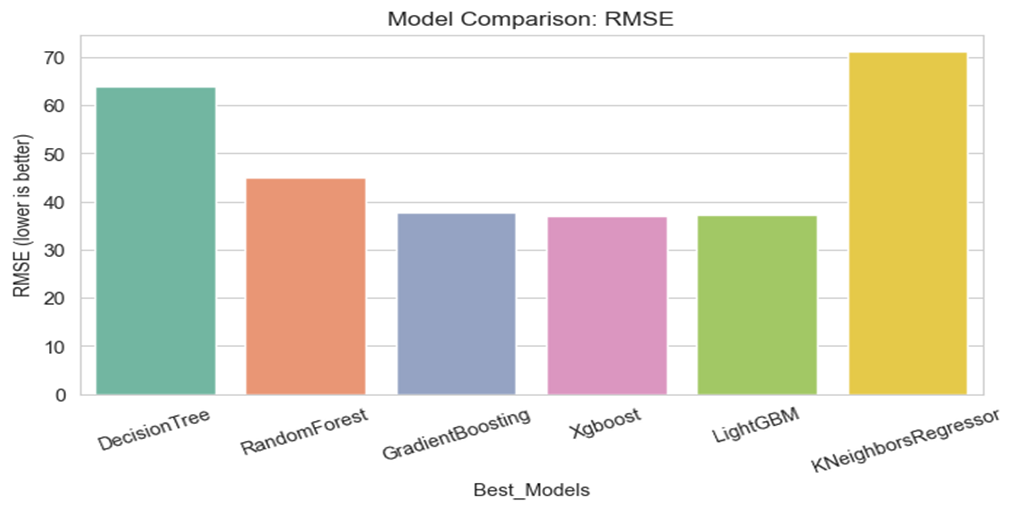 Model Comparison: RMSE
RMSE (lower is better)
70
60
50
40
30
20
10
0
DecisionTree
RandomForest
GradientBoosting
Xgboost
LightGBM
KNeighborsRegressor
Best_Models